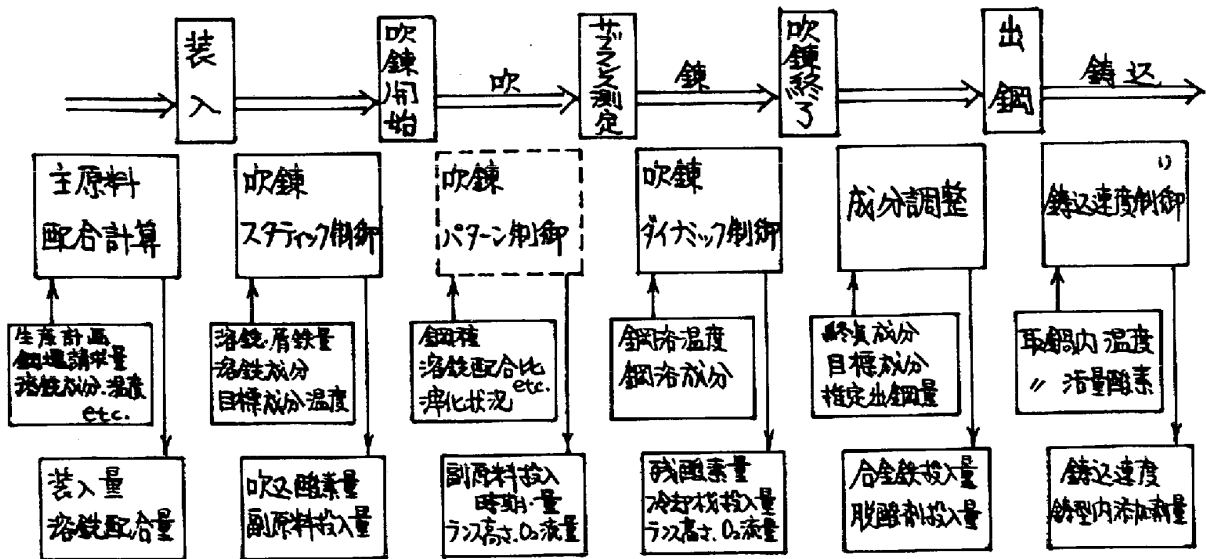 装入
吹錬開始
吹
サブランス測定
錬
吹錬終了
出鋼
鋳込
主原料
配合計算
吹錬
スタティック制御
吹錬
パターン制御
吹錬
ダイナミック制御
成分調整
1)
鋳込速度制御
生産計画
鋼塊請求量
溶銑成分・温度
etc.
溶銑・屑鉄量
溶銑成分
目標成分・温度
鋼種
溶銑配合比
etc.
滓化状況
鋼浴温度
鋼浴成分
終点成分
目標成分
推定出鋼量
取鍋内温度
〃 活量酸素
装入量
溶銑配合量
吹込酸素量
副原料投入量
副原料投入
時期・量
ランス高さ、O₂流量
残酸素量
冷却材投入量
ランス高さ、O₂流量
合金鉄投入量
脱酸剤投入量
鋳込速度
鋳型内添加剤量